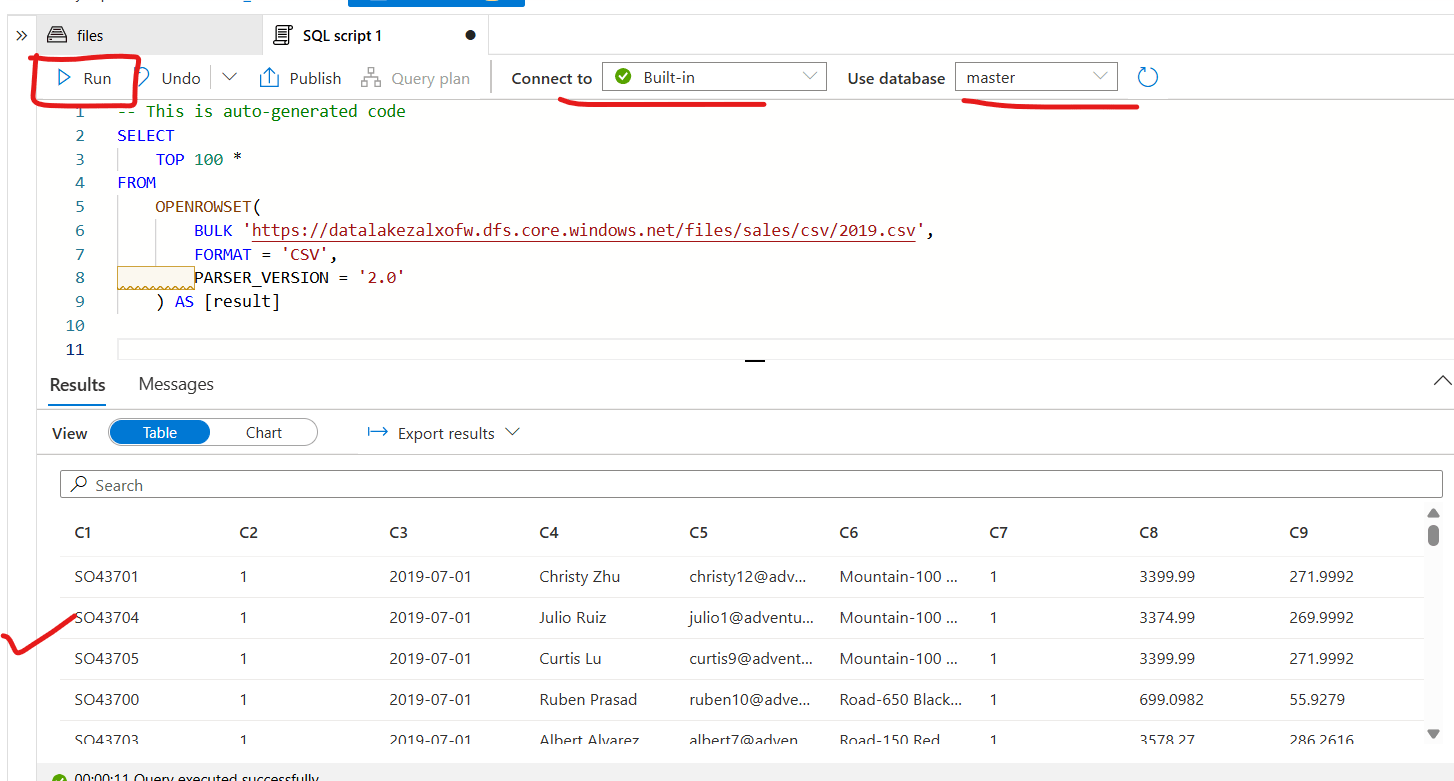 files SQL script 1
Run Undo Publish Query plan Connect to Built-in Use database master
1 -- This is auto-generated code
2 SELECT
3 TOP 100 *
4 FROM
5 OPENROWSET(
6 BULK 'https://datalakezalxofw.dfs.core.windows.net/files/sales/csv/2019.csv',
7 FORMAT = 'CSV',
8 PARSER_VERSION = '2.0'
9 ) AS [result]
10
11
Results Messages
View Table Chart Export results
Search
C1 C2 C3 C4 C5 C6 C7 C8 C9
SO43701 1 2019-07-01 Christy Zhu christy12@adv... Mountain-100 ... 1 3399.99 271.9992
SO43704 1 2019-07-01 Julio Ruiz julio1@adventu... Mountain-100 ... 1 3374.99 269.9992
SO43705 1 2019-07-01 Curtis Lu curtis9@advent... Mountain-100 ... 1 3399.99 271.9992
SO43700 1 2019-07-01 Ruben Prasad ruben10@adve... Road-650 Black... 1 699.0982 55.9279
SO43703 1 2019-07-01 Albert Alvarez albert7@adven... Road-150 Red 1 3578.27 286.2616
00:00:11 Query executed successfully.